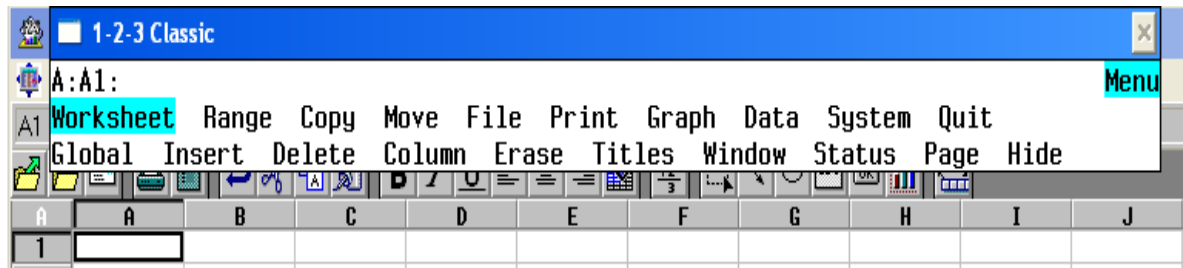 1-2-3 Classic
A:A1: Menu
Worksheet Range Copy Move File Print Graph Data System Quit
Global Insert Delete Column Erase Titles Window Status Page Hide
A1
B I U
A A B C D E F G H I J
1